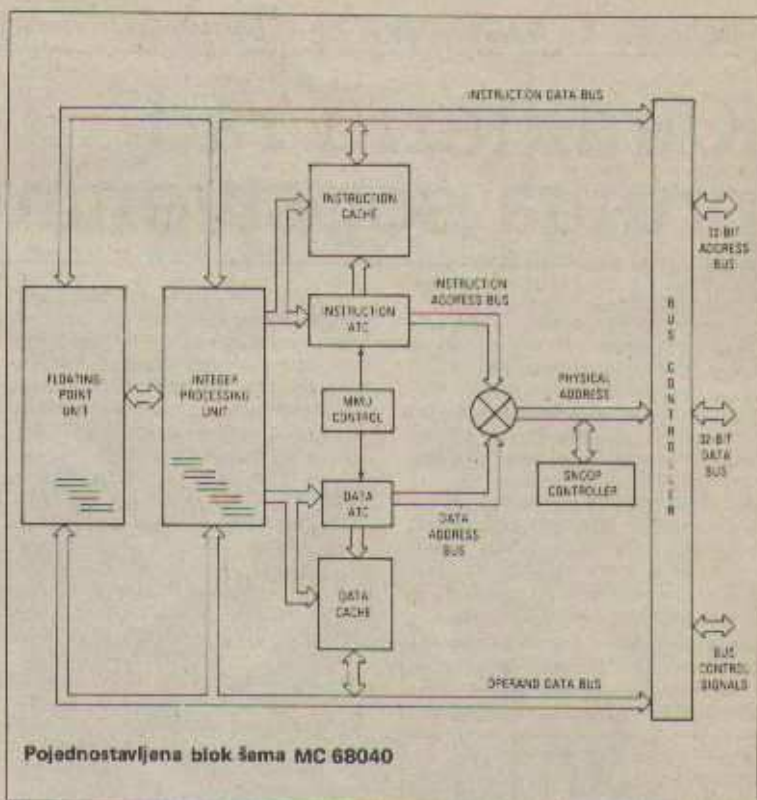 INSTRUCTION DATA BUS
INSTRUCTION
CACHE
32-BIT
ADDRESS
BUS
INSTRUCTION
ADDRESS BUS
INSTRUCTION
ATC
FLOATING-
POINT
UNIT
INTEGER
PROCESSING
UNIT
MMU
CONTROL
PHYSICAL
ADDRESS
BUS CONTROLLER
32-BIT
DATA
BUS
SNOOP
CONTROLLER
DATA
ATC
DATA
ADDRESS
BUS
DATA
CACHE
BUS
CONTROL
SIGNALS
OPERAND DATA BUS
Pojednostavljena blok šema MC 68040